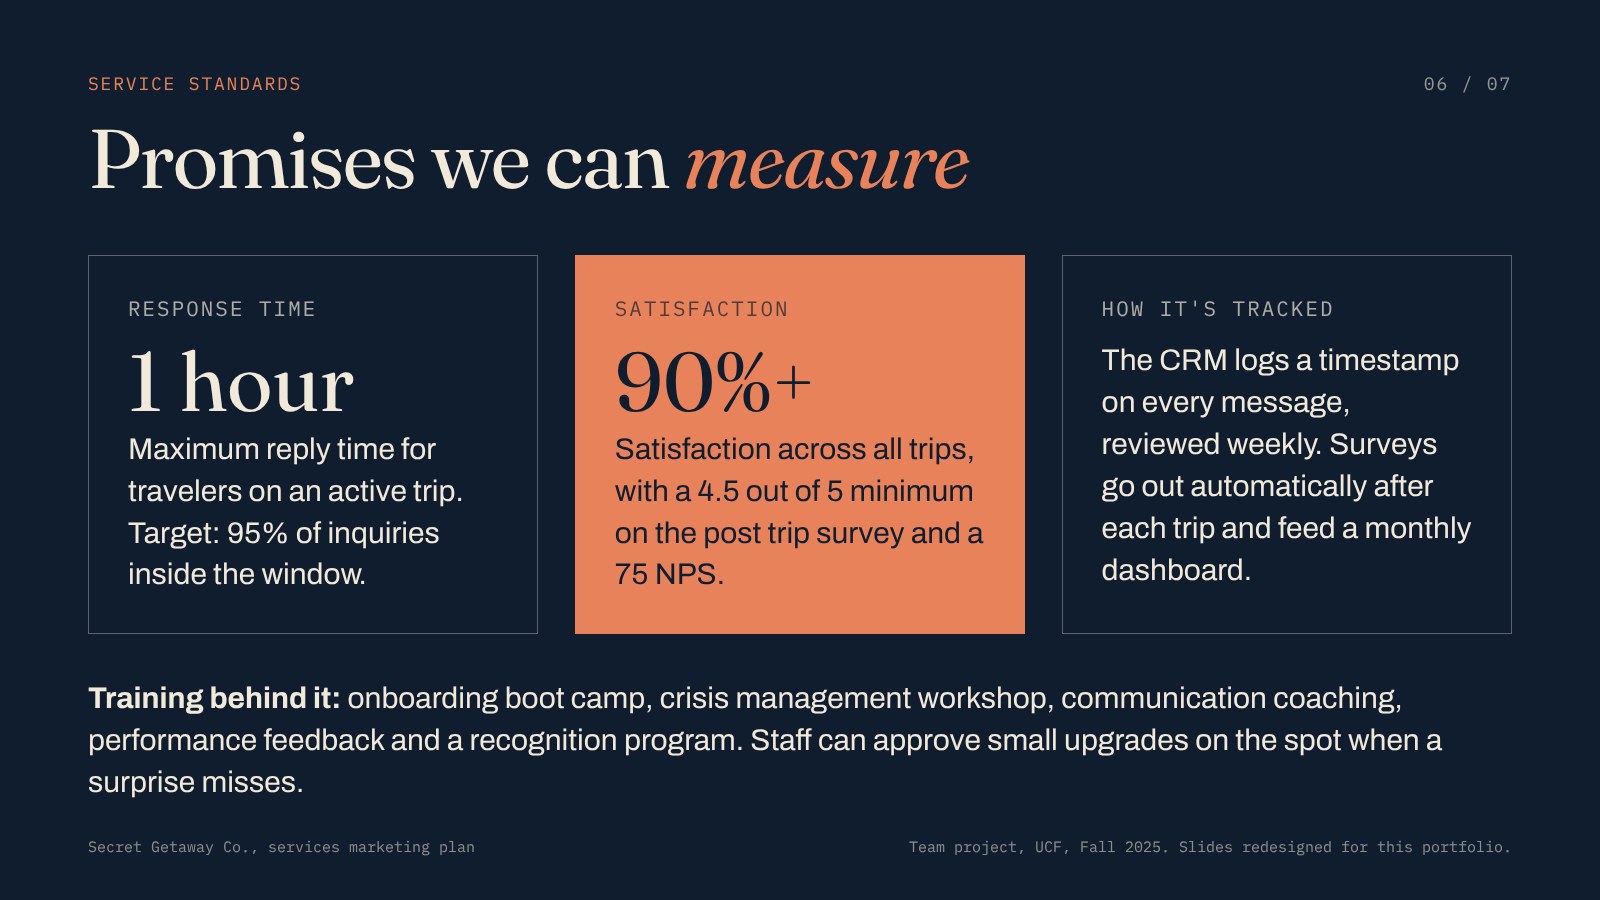 SERVICE STANDARDS
06 / 07
Promises we can measure
RESPONSE TIME
1 hour
Maximum reply time for
travelers on an active trip.
Target: 95% of inquiries
inside the window.
SATISFACTION
90%+
Satisfaction across all trips,
with a 4.5 out of 5 minimum
on the post trip survey and a
75 NPS.
HOW IT'S TRACKED
The CRM logs a timestamp
on every message,
reviewed weekly. Surveys
go out automatically after
each trip and feed a monthly
dashboard.
Training behind it: onboarding boot camp, crisis management workshop, communication coaching,
performance feedback and a recognition program. Staff can approve small upgrades on the spot when a
surprise misses.
Secret Getaway Co., services marketing plan
Team project, UCF, Fall 2025. Slides redesigned for this portfolio.